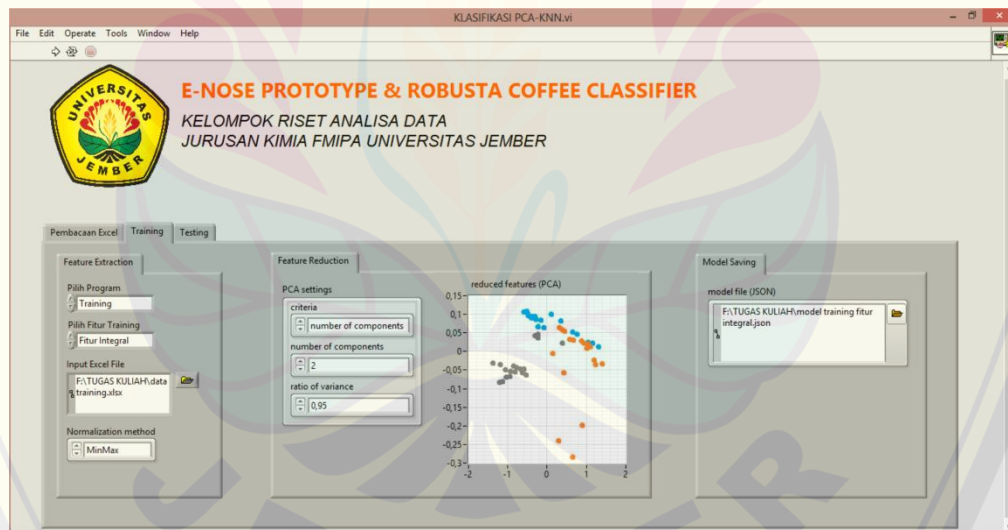 KLASIFIKASI PCA-KNN.vi
File Edit Operate Tools Window Help
UNIVERSITAS
JEMBER
E-NOSE PROTOTYPE & ROBUSTA COFFEE CLASSIFIER
KELOMPOK RISET ANALISA DATA
JURUSAN KIMIA FMIPA UNIVERSITAS JEMBER
Pembacaan Excel Training Testing
Feature Extraction
Pilih Program
Training
Pilih Fitur Training
Fitur Integral
Input Excel File
F:\TUGAS KULIAH\data
training.xlsx
Normalization method
MinMax
Feature Reduction
PCA settings
criteria
number of components
number of components
2
ratio of variance
0,95
reduced features (PCA)
0,15
0,1
0,05
0
-0,05
-0,1
-0,15
-0,2
-0,25
-0,3
-2 -1 0 1 2
Model Saving
model file (JSON)
F:\TUGAS KULIAH\model training fitur
integral.json
JEMBER